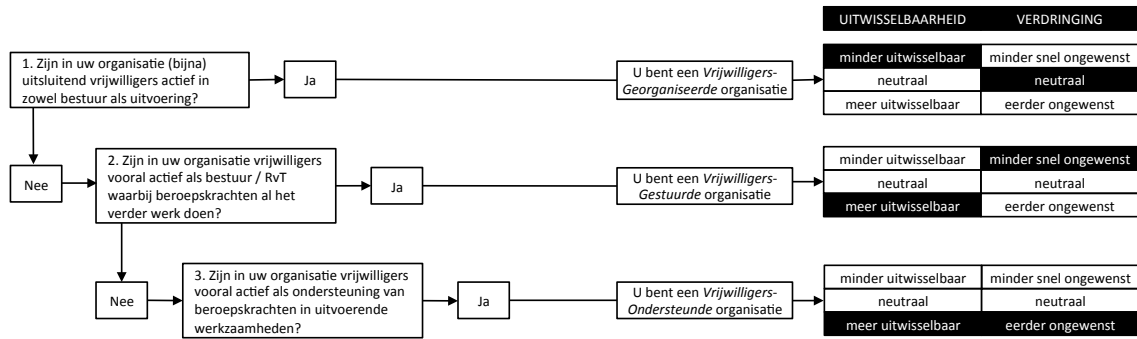 UITWISSELBAARHEID VERDRINGING
1. Zijn in uw organisatie (bijna)
uitsluitend vrijwilligers actief in
zowel bestuur als uitvoering?
Ja
U bent een Vrijwilligers-
Georganiseerde organisatie
minder uitwisselbaar minder snel ongewenst
neutraal neutraal
meer uitwisselbaar eerder ongewenst
Nee
2. Zijn in uw organisatie vrijwilligers
vooral actief als bestuur / RvT
waarbij beroepskrachten al het
verder werk doen?
Ja
U bent een Vrijwilligers-
Gestuurde organisatie
minder uitwisselbaar minder snel ongewenst
neutraal neutraal
meer uitwisselbaar eerder ongewenst
Nee
3. Zijn in uw organisatie vrijwilligers
vooral actief als ondersteuning van
beroepskrachten in uitvoerende
werkzaamheden?
Ja
U bent een Vrijwilligers-
Ondersteunde organisatie
minder uitwisselbaar minder snel ongewenst
neutraal neutraal
meer uitwisselbaar eerder ongewenst